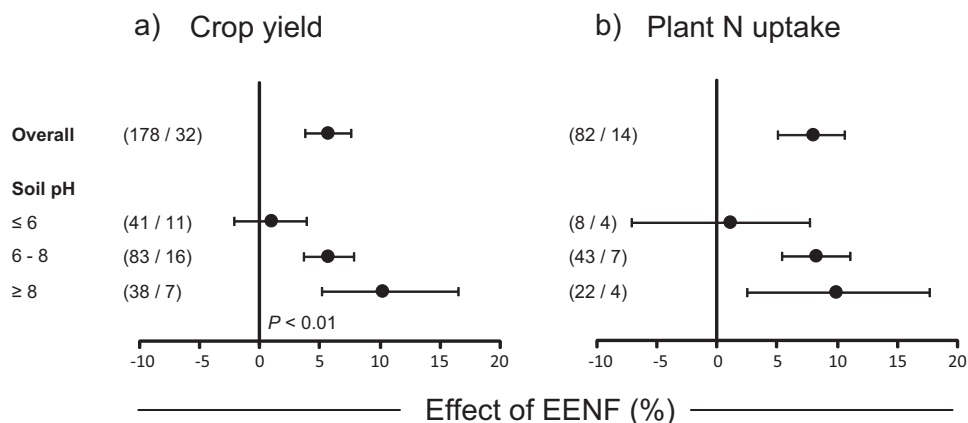 a) Crop yield
b) Plant N uptake
Overall (178 / 32) (82 / 14)
Soil pH
≤ 6 (41 / 11) (8 / 4)
6 - 8 (83 / 16) (43 / 7)
≥ 8 (38 / 7) (22 / 4)
P < 0.01
-10 -5 0 5 10 15 20
-10 -5 0 5 10 15 20
Effect of EENF (%)